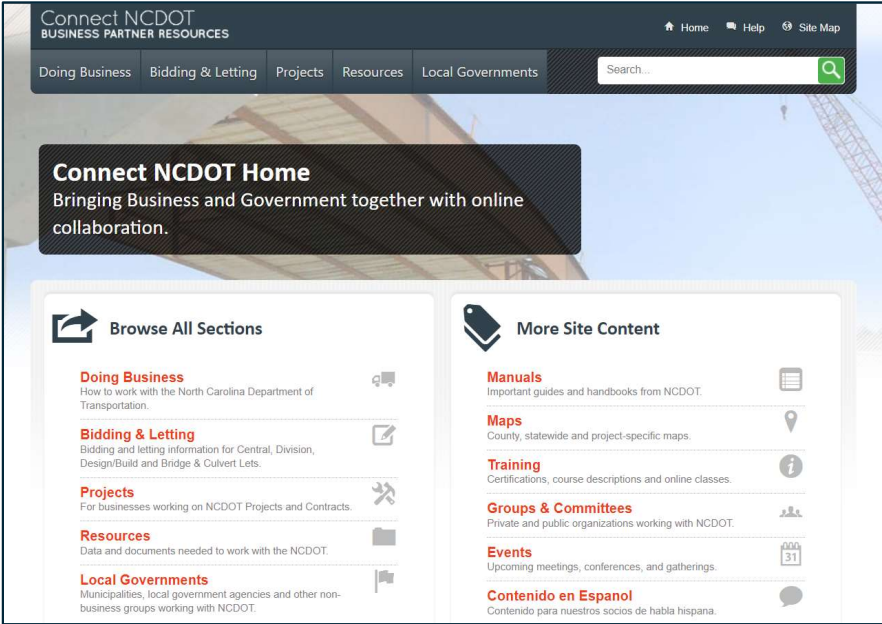 Connect NCDOT
BUSINESS PARTNER RESOURCES
Home Help Site Map
Doing Business Bidding & Letting Projects Resources Local Governments
Search...
Connect NCDOT Home
Bringing Business and Government together with online
collaboration.
Browse All Sections
Doing Business
How to work with the North Carolina Department of
Transportation.
Bidding & Letting
Bidding and letting information for Central, Division,
Design/Build and Bridge & Culvert Lets.
Projects
For businesses working on NCDOT Projects and Contracts.
Resources
Data and documents needed to work with the NCDOT.
Local Governments
Municipalities, local government agencies and other non-
business groups working with NCDOT.
More Site Content
Manuals
Important guides and handbooks from NCDOT.
Maps
County, statewide and project-specific maps.
Training
Certifications, course descriptions and online classes.
Groups & Committees
Private and public organizations working with NCDOT.
Events
Upcoming meetings, conferences, and gatherings.
31
Contenido en Espanol
Contenido para nuestros socios de habla hispana.